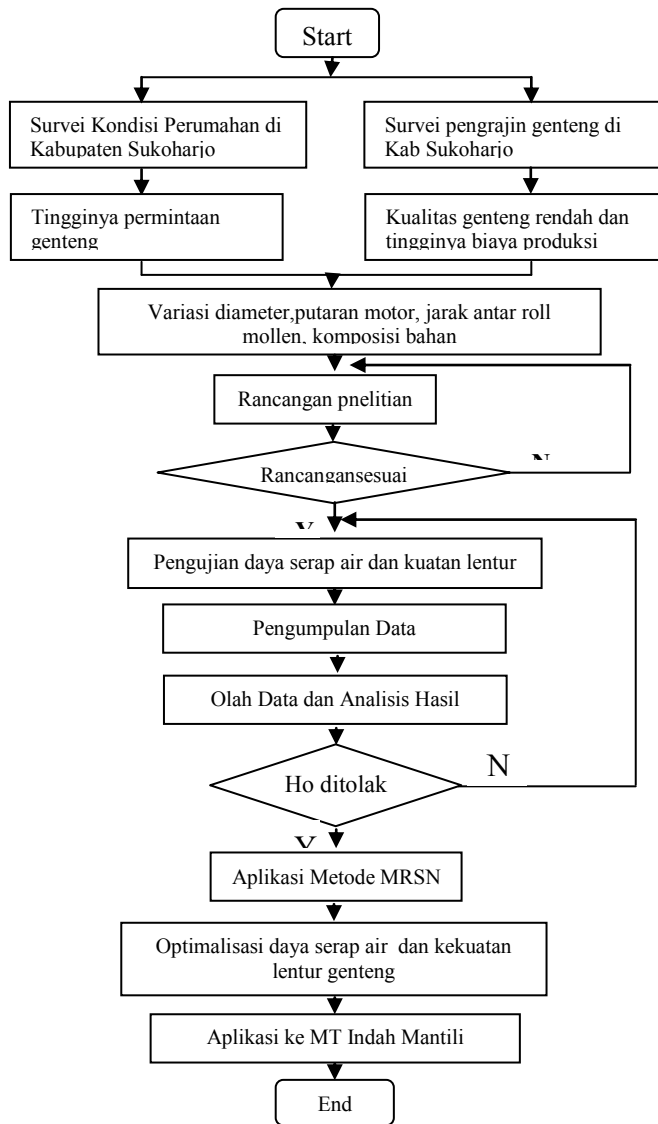 Start
Survei Kondisi Perumahan di
Kabupaten Sukoharjo
Survei pengrajin genteng di
Kab Sukoharjo
Tingginya permintaan
genteng
Kualitas genteng rendah dan
tingginya biaya produksi
Variasi diameter,putaran motor, jarak antar roll
mollen, komposisi bahan
Rancangan pnelitian
Rancangansesuai
N
Y
Pengujian daya serap air dan kuatan lentur
Pengumpulan Data
Olah Data dan Analisis Hasil
Ho ditolak
N
Y
Aplikasi Metode MRSN
Optimalisasi daya serap air dan kekuatan
lentur genteng
Aplikasi ke MT Indah Mantili
End